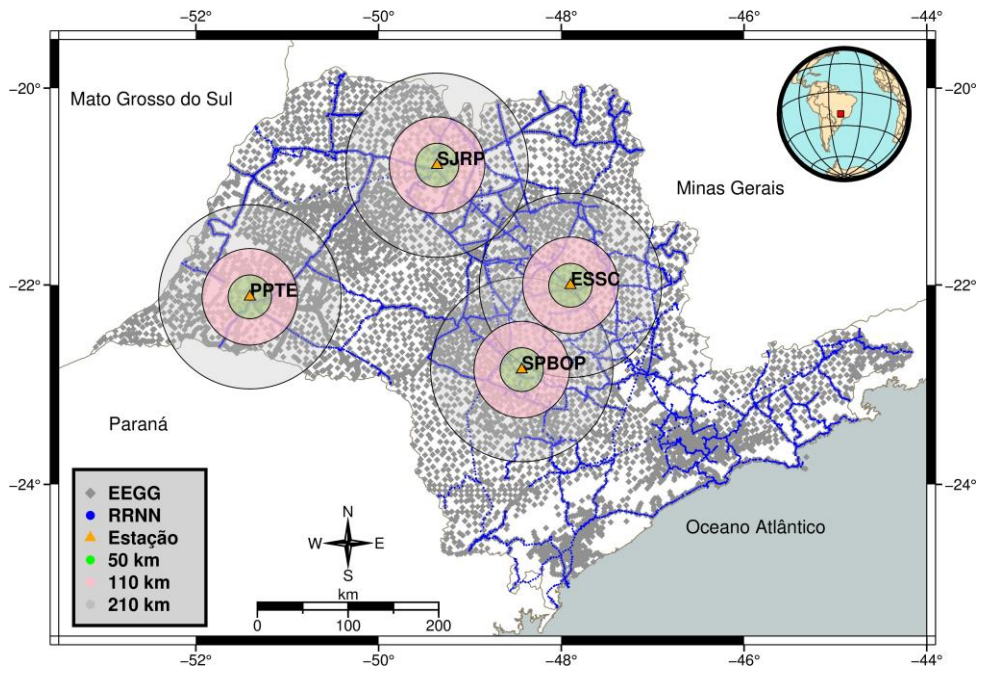 −52° −50° −48° −46° −44°
−20° −20°
Mato Grosso do Sul
SJRP
Minas Gerais
ESSC
−22° −22°
PPTE
SPBOP
Paraná
−24° −24°
EEGG
RRNN
Estação
50 km
110 km
210 km
N
W E
S
Oceano Atlântico
km
0 100 200
−52° −50° −48° −46° −44°